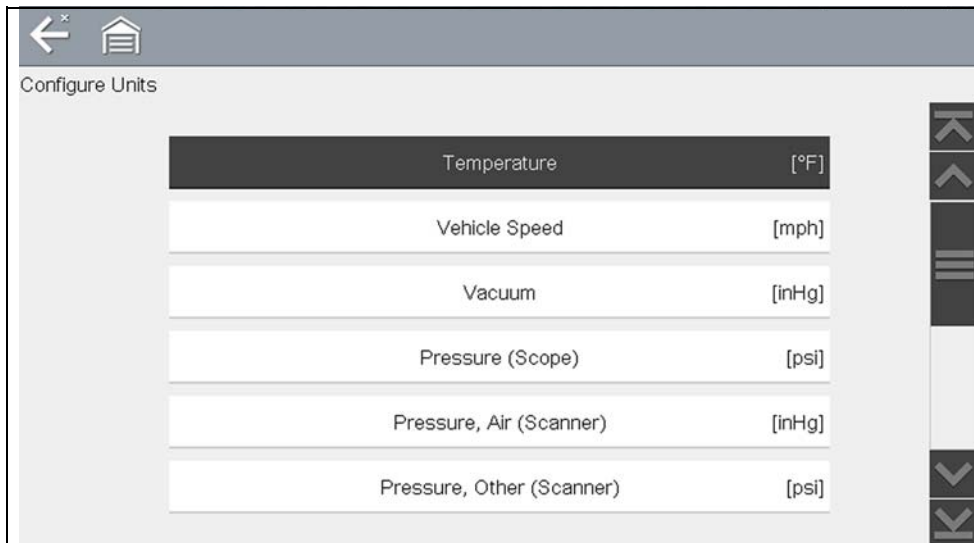 Configure Units
Temperature [°F]
Vehicle Speed [mph]
Vacuum [inHg]
Pressure (Scope) [psi]
Pressure, Air (Scanner) [inHg]
Pressure, Other (Scanner) [psi]